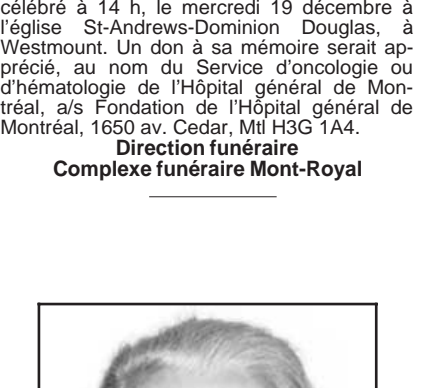 célébré à 14 h, le mercredi 19 décembre à
l'église St-Andrews-Dominion Douglas, à
Westmount. Un don à sa mémoire serait ap-
précié, au nom du Service d'oncologie ou
d'hématologie de l'Hôpital général de Mon-
tréal, a/s Fondation de l'Hôpital général de
Montréal, 1650 av. Cedar, Mtl H3G 1A4.
Direction funéraire
Complexe funéraire Mont-Royal